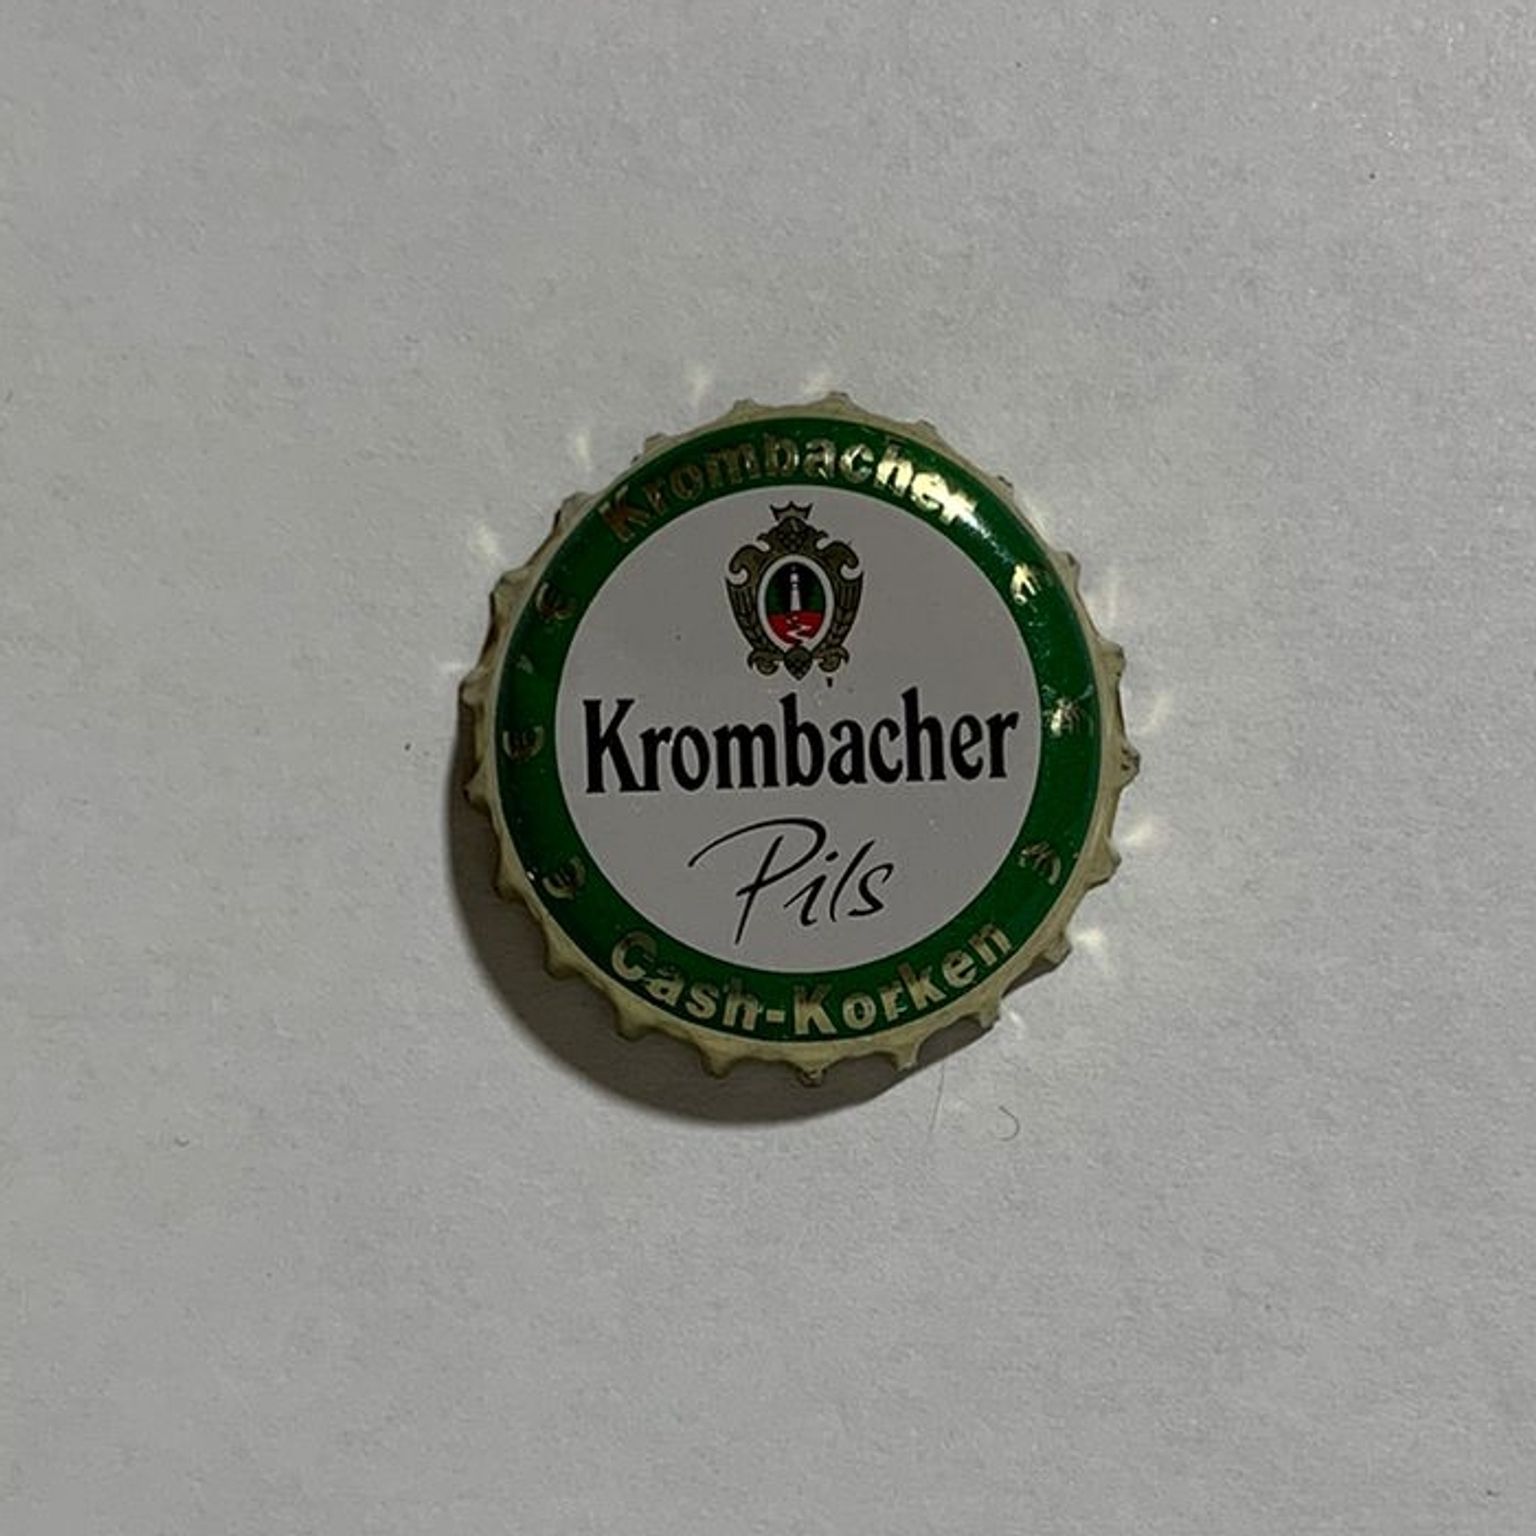 Krombacher
€ € € € € €
Krombacher
Pils
Cash-Korken